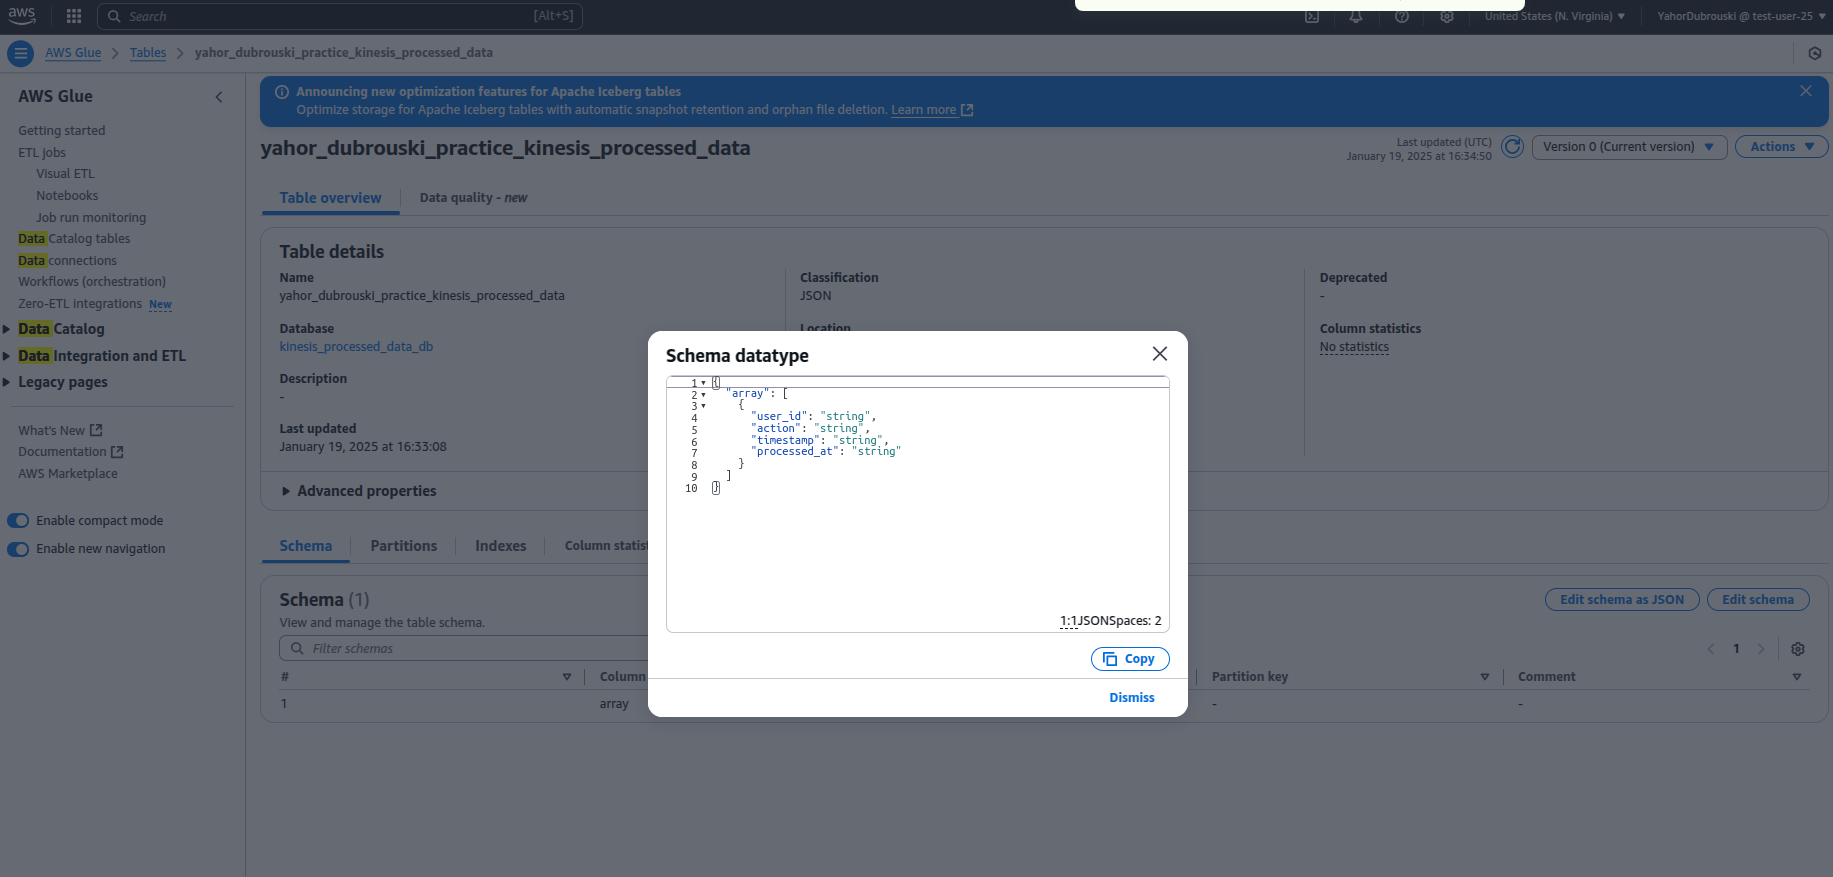 aws
Search
[Alt+S]
United States (N. Virginia)
YahorDubrouski @ test-user-25
AWS Glue
Tables
yahor_dubrouski_practice_kinesis_processed_data
AWS Glue
Getting started
ETL jobs
Visual ETL
Notebooks
Job run monitoring
Data Catalog tables
Data connections
Workflows (orchestration)
Zero-ETL integrations New
Data Catalog
Data Integration and ETL
Legacy pages
What's New
Documentation
AWS Marketplace
Enable compact mode
Enable new navigation
Announcing new optimization features for Apache Iceberg tables
Optimize storage for Apache Iceberg tables with automatic snapshot retention and orphan file deletion. Learn more
yahor_dubrouski_practice_kinesis_processed_data
Last updated (UTC)
January 19, 2025 at 16:34:50
Version 0 (Current version)
Actions
Table overview
Data quality - new
Table details
Name
yahor_dubrouski_practice_kinesis_processed_data
Database
kinesis_processed_data_db
Description
-
Last updated
January 19, 2025 at 16:33:08
Classification
JSON
Location
Deprecated
-
Column statistics
No statistics
Advanced properties
Schema
Partitions
Indexes
Column statist
Schema (1)
View and manage the table schema.
Edit schema as JSON
Edit schema
Filter schemas
1
#
Column
Partition key
Comment
1
array
-
-
Schema datatype
1 {
2 "array": [
3 {
4 "user_id": "string",
5 "action": "string",
6 "timestamp": "string",
7 "processed_at": "string"
8 }
9 ]
10 }
1:1JSONSpaces: 2
Copy
Dismiss